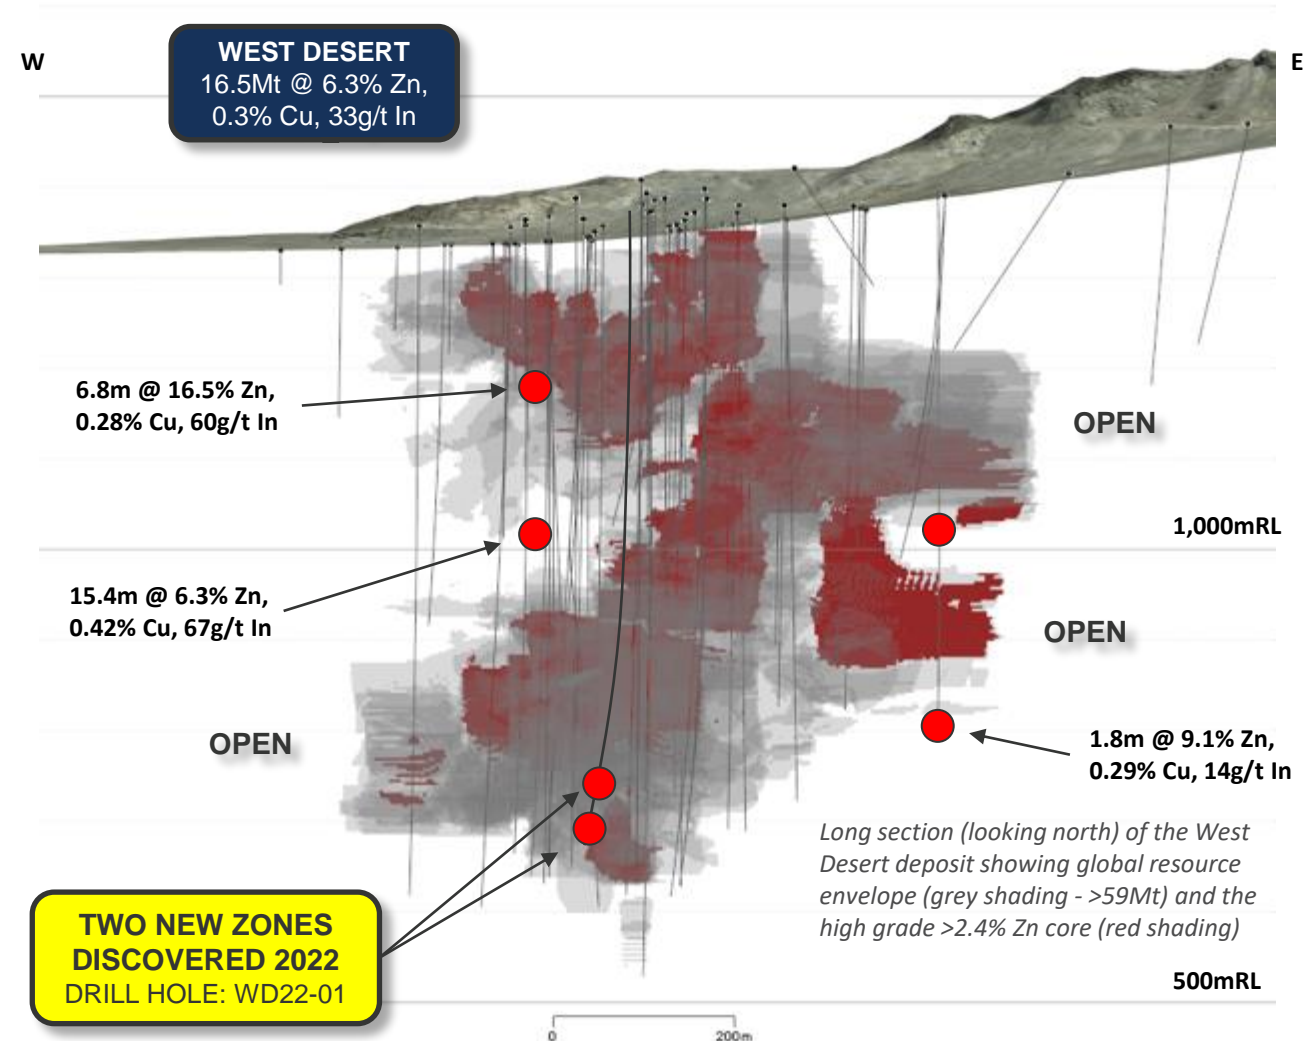 W
WEST DESERT
16.5Mt @ 6.3% Zn,
0.3% Cu, 33g/t In
E
6.8m @ 16.5% Zn,
0.28% Cu, 60g/t In
OPEN
1,000mRL
15.4m @ 6.3% Zn,
0.42% Cu, 67g/t In
OPEN
OPEN
1.8m @ 9.1% Zn,
0.29% Cu, 14g/t In
Long section (looking north) of the West
Desert deposit showing global resource
envelope (grey shading - >59Mt) and the
high grade >2.4% Zn core (red shading)
TWO NEW ZONES
DISCOVERED 2022
DRILL HOLE: WD22-01
500mRL
0 200m